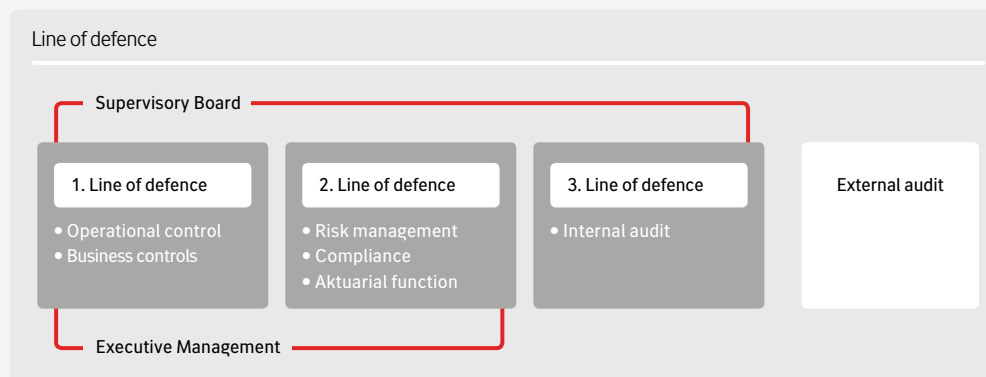 Line of defence
Supervisory Board
1. Line of defence
• Operational control
• Business controls
2. Line of defence
• Risk management
• Compliance
• Aktuarial function
3. Line of defence
• Internal audit
External audit
Executive Management